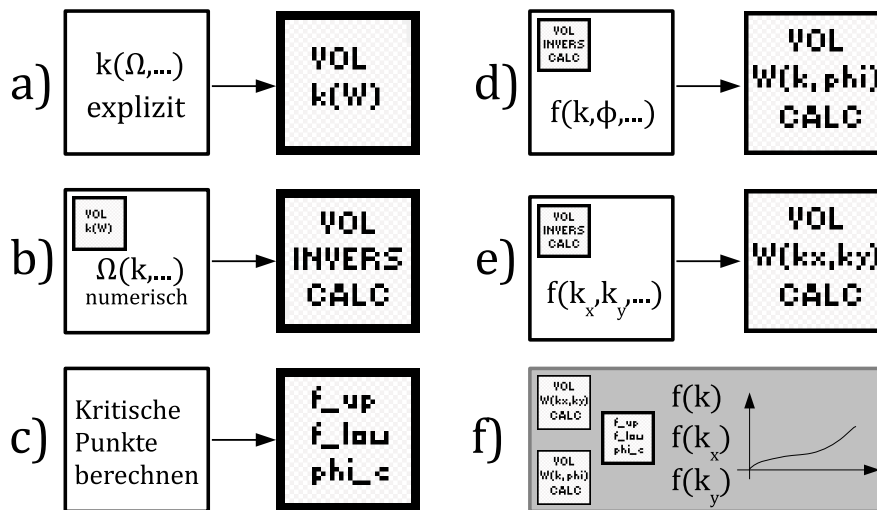 a)
k(Ω,...)
explizit
VOL
k(W)
b)
VOL
k(W)
Ω(k,...)
numerisch
VOL
INVERS
CALC
c)
Kritische
Punkte
berechnen
f_up
f_low
phi_c
d)
VOL
INVERS
CALC
f(k,ϕ,...)
VOL
W(k,phi)
CALC
e)
VOL
INVERS
CALC
f(kx,ky,...)
VOL
W(kx,ky)
CALC
f)
VOL
W(kx,ky)
CALC
VOL
W(k,phi)
CALC
f_up
f_low
phi_c
f(k)
f(kx)
f(ky)